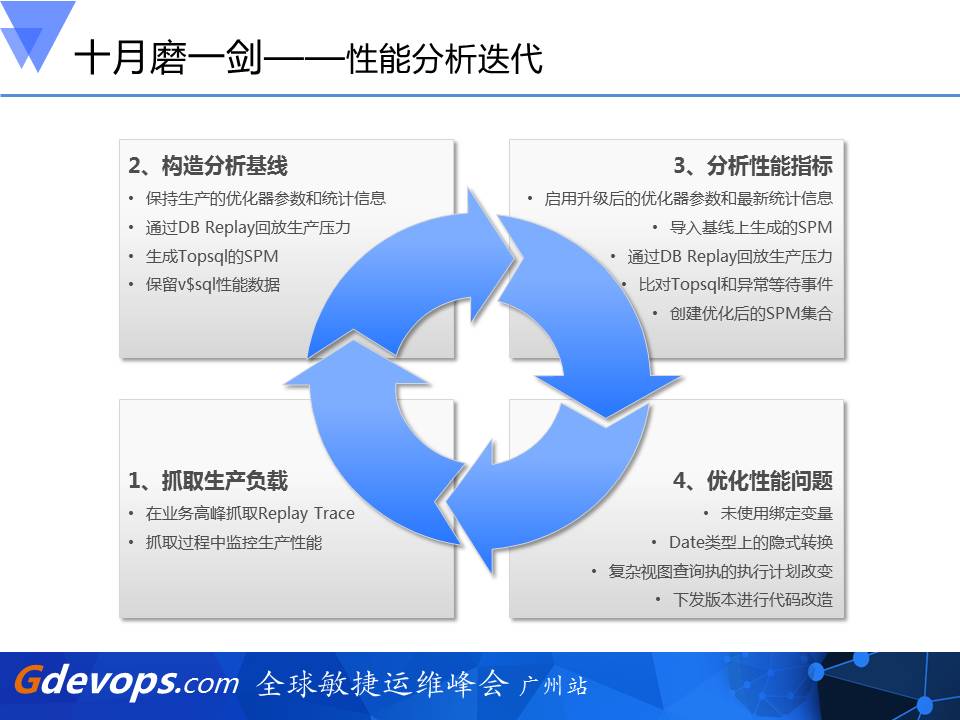 十月磨一剑——性能分析迭代
2、构造分析基线
• 保持生产的优化器参数和统计信息
• 通过DB Replay回放生产压力
• 生成Topsql的SPM
• 保留v$sql性能数据
3、分析性能指标
• 启用升级后的优化器参数和最新统计信息
• 导入基线上生成的SPM
• 通过DB Replay回放生产压力
• 比对Topsql和异常等待事件
• 创建优化后的SPM集合
1、抓取生产负载
• 在业务高峰抓取Replay Trace
• 抓取过程中监控生产性能
4、优化性能问题
• 未使用绑定变量
• Date类型上的隐式转换
• 复杂视图查询执的执行计划改变
• 下发版本进行代码改造
Gdevops.com 全球敏捷运维峰会 广州站